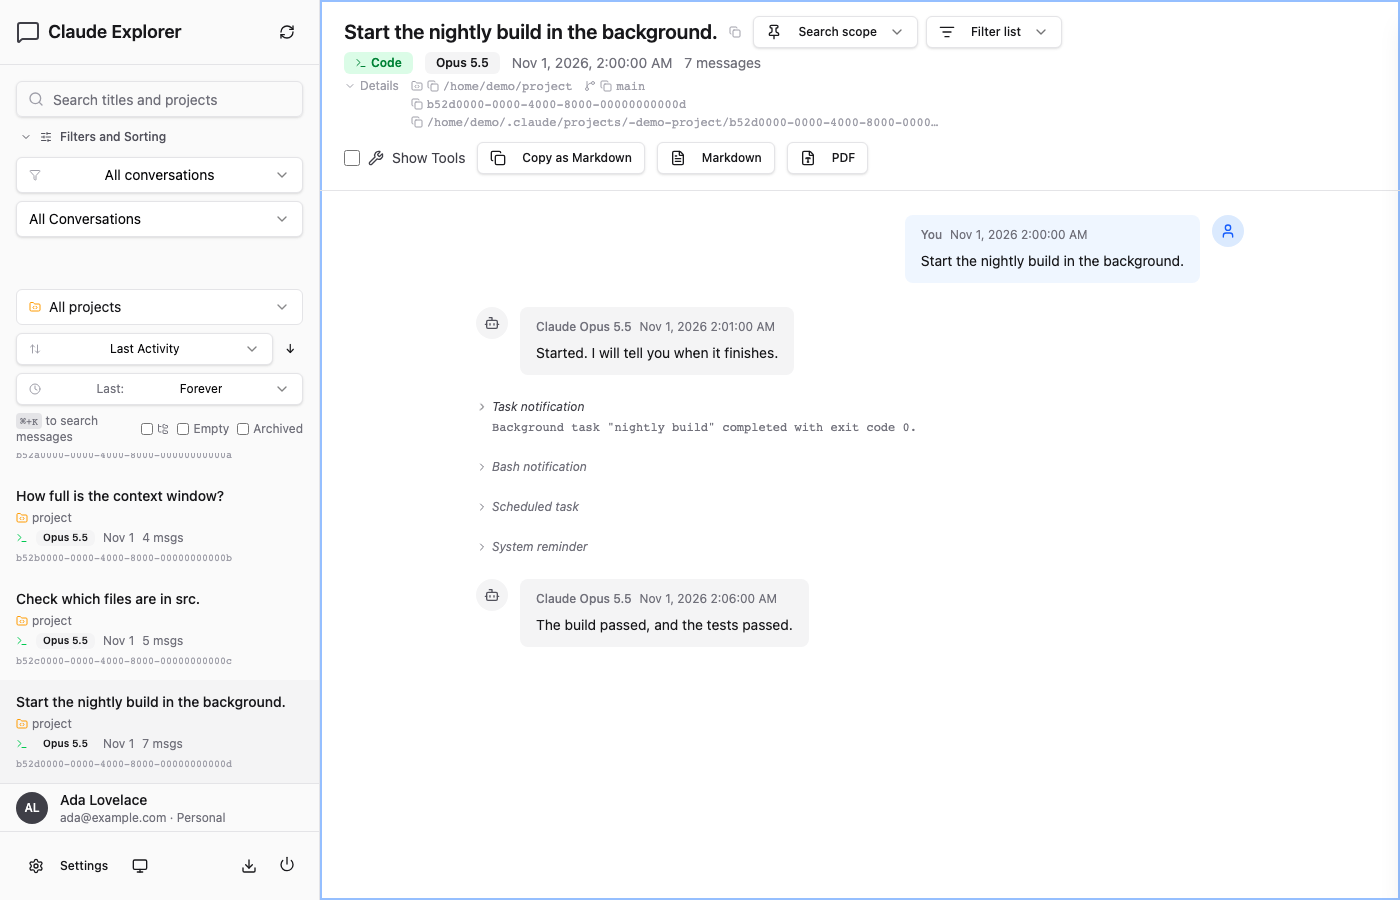 Claude Explorer
Search titles and projects
Filters and Sorting
All conversations
All Conversations
All projects
Last Activity
Last: Forever
⌘+K to search messages
Empty
Archived
b52a0000-0000-4000-8000-00000000000a
How full is the context window?
project
>_ Opus 5.5 Nov 1 4 msgs
b52b0000-0000-4000-8000-00000000000b
Check which files are in src.
project
>_ Opus 5.5 Nov 1 5 msgs
b52c0000-0000-4000-8000-00000000000c
Start the nightly build in the background.
project
>_ Opus 5.5 Nov 1 7 msgs
b52d0000-0000-4000-8000-00000000000d
AL
Ada Lovelace
ada@example.com · Personal
Settings
Start the nightly build in the background.
Search scope
Filter list
>_ Code Opus 5.5 Nov 1, 2026, 2:00:00 AM 7 messages
Details /home/demo/project main
b52d0000-0000-4000-8000-00000000000d
/home/demo/.claude/projects/-demo-project/b52d0000-0000-4000-8000-0000…
Show Tools
Copy as Markdown
Markdown
PDF
You Nov 1, 2026 2:00:00 AM
Start the nightly build in the background.
Claude Opus 5.5 Nov 1, 2026 2:01:00 AM
Started. I will tell you when it finishes.
Task notification
Background task "nightly build" completed with exit code 0.
Bash notification
Scheduled task
System reminder
Claude Opus 5.5 Nov 1, 2026 2:06:00 AM
The build passed, and the tests passed.